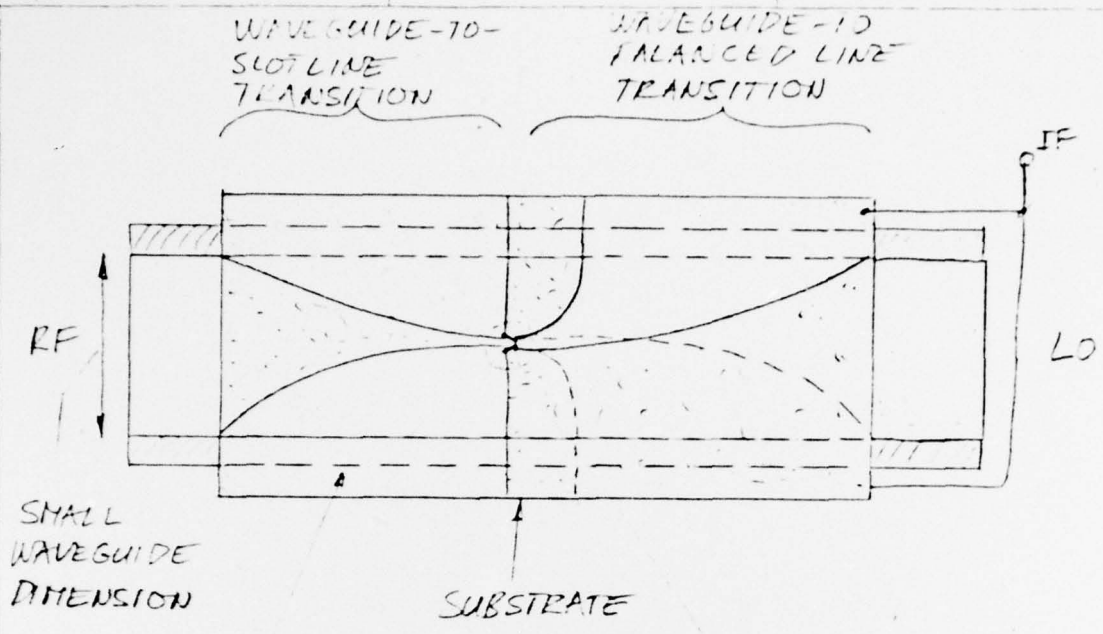 WAVEGUIDE-TO-
SLOTLINE
TRANSITION
WAVEGUIDE-TO
BALANCED LINE
TRANSITION
IF
RF
LO
SMALL
WAVEGUIDE
DIMENSION
SUBSTRATE